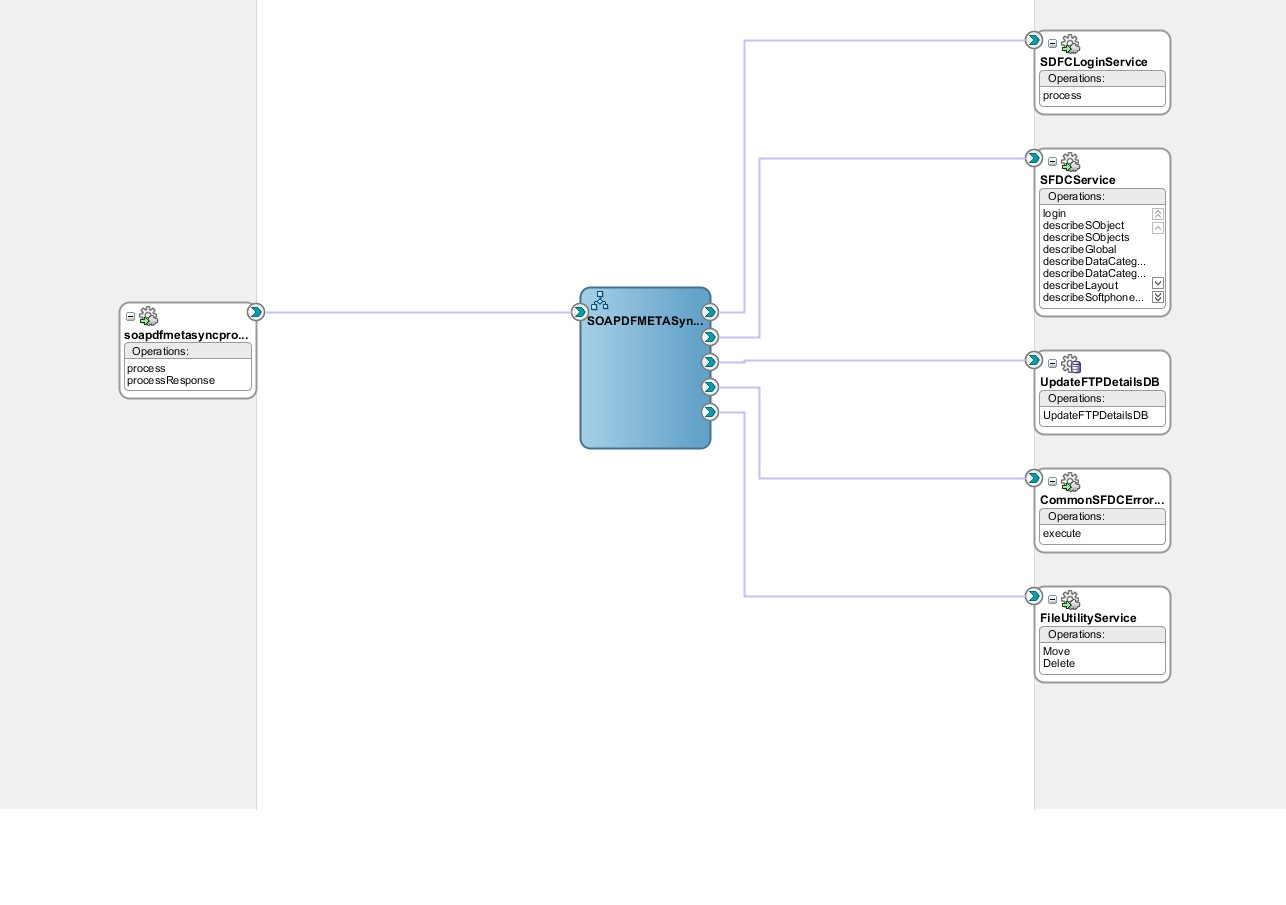 soapdfmetasyncpro...
Operations:
process
processResponse
SOAPDFMETASyn...
SDFCLoginService
Operations:
process
SFDCService
Operations:
login
describeSObject
describeSObjects
describeGlobal
describeDataCateg...
describeDataCateg...
describeLayout
describeSoftphone...
UpdateFTPDetailsDB
Operations:
UpdateFTPDetailsDB
CommonSFDCError...
Operations:
execute
FileUtilityService
Operations:
Move
Delete